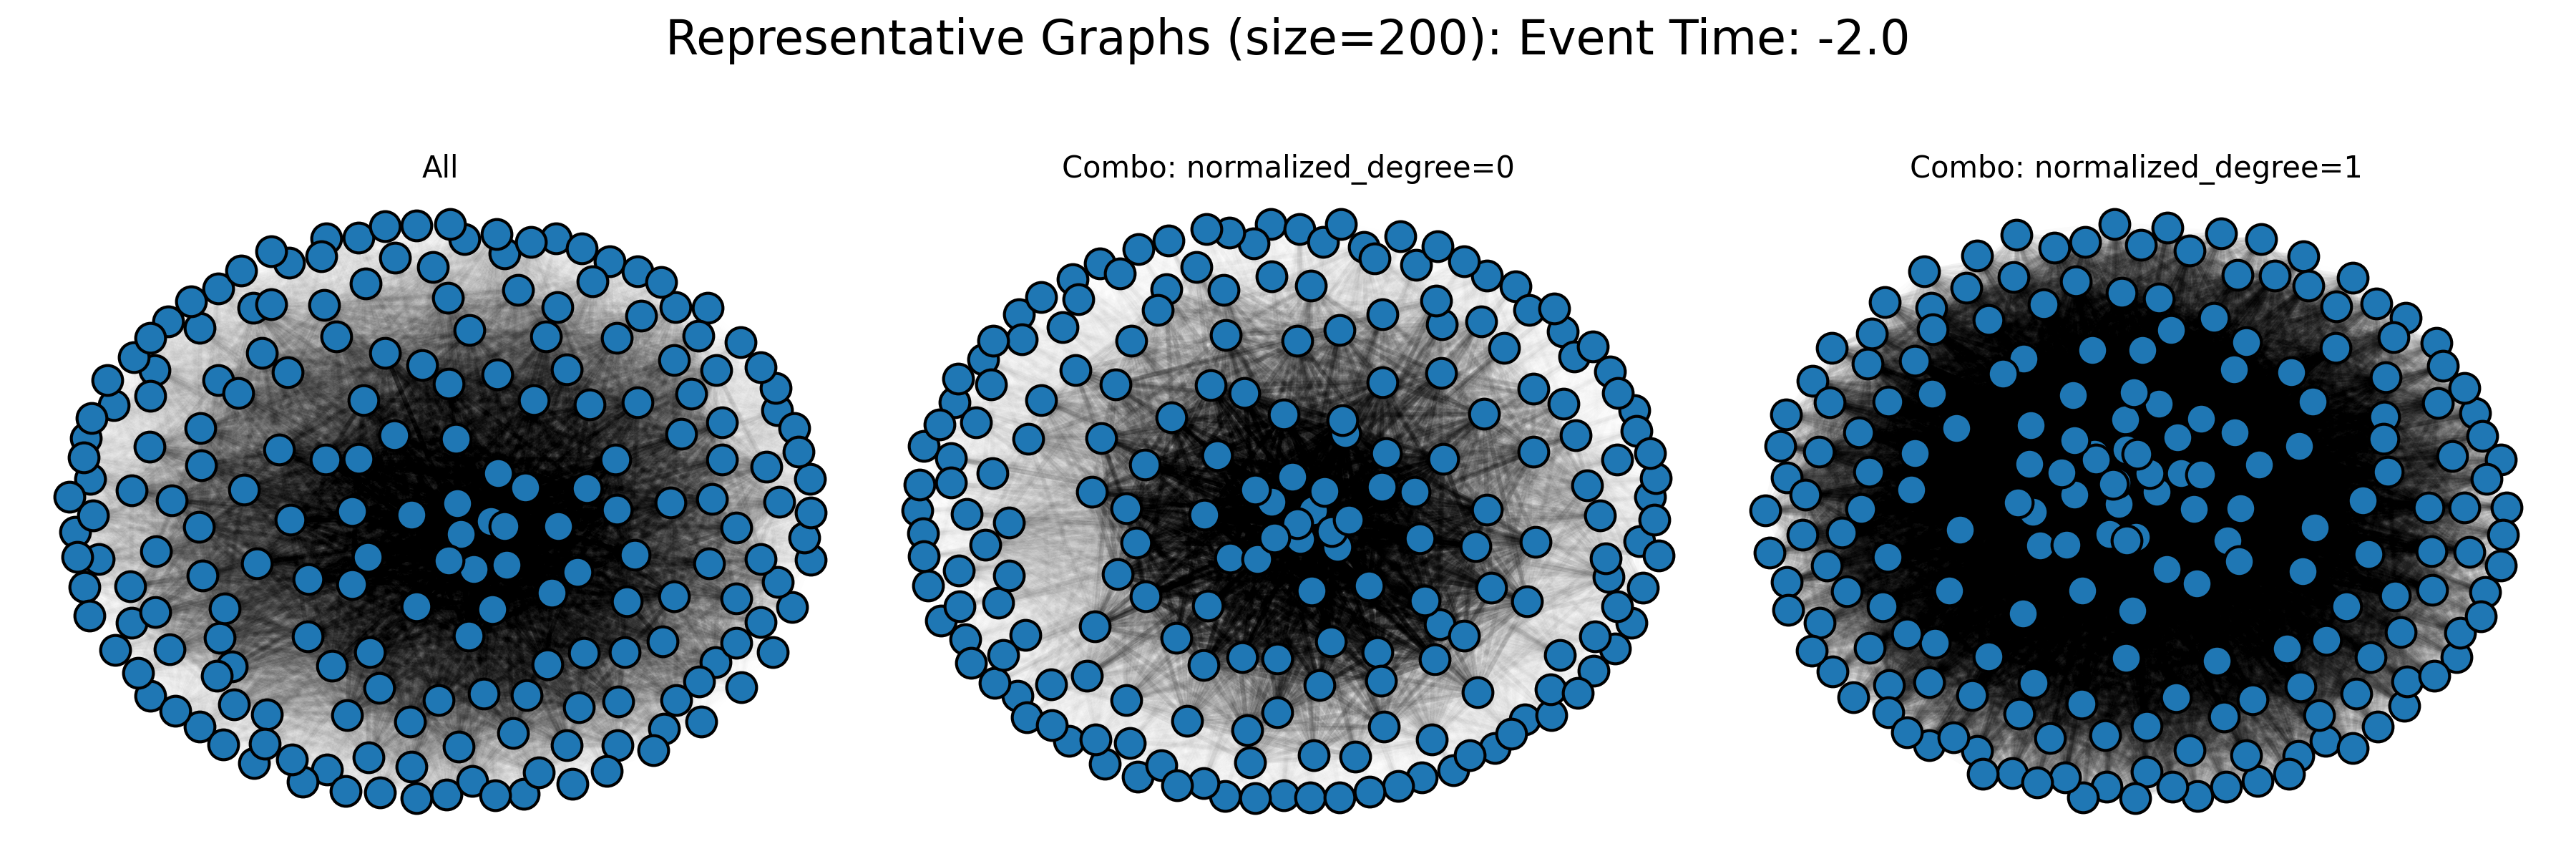 Representative Graphs (size=200): Event Time: -2.0
All
Combo: normalized_degree=0
Combo: normalized_degree=1